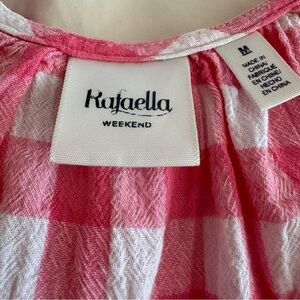 Rafaella
WEEKEND
M
MADE IN
CHINA/
FABRIQUÉ
EN CHINE/
HECHO
EN CHINA